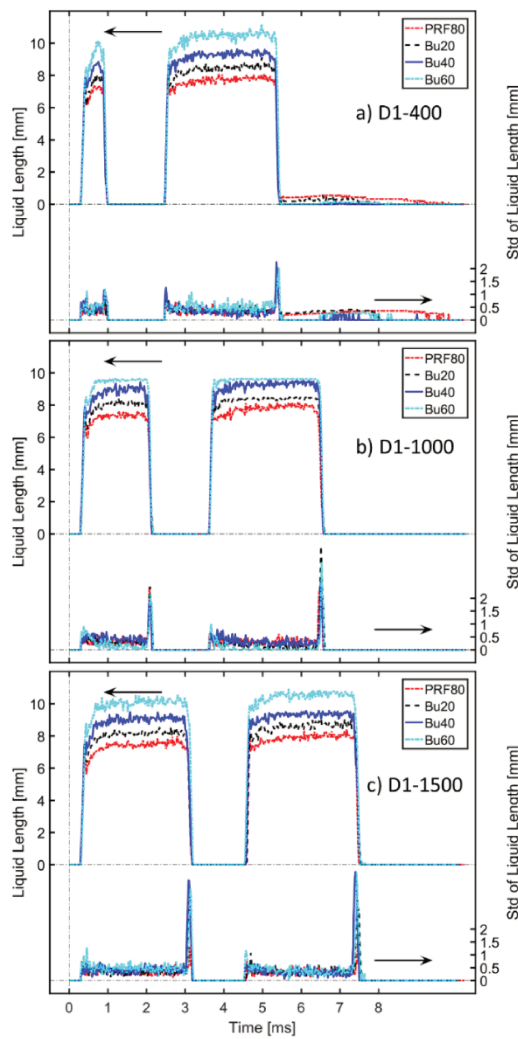 PRF80
Bu20
Bu40
Bu60
a) D1-400
Liquid Length [mm]
10
8
6
4
2
0
Std of Liquid Length [mm]
2
1.5
1
0.5
0
PRF80
Bu20
Bu40
Bu60
b) D1-1000
Liquid Length [mm]
10
8
6
4
2
0
Std of Liquid Length [mm]
2
1.5
1
0.5
0
PRF80
Bu20
Bu40
Bu60
c) D1-1500
Liquid Length [mm]
10
8
6
4
2
0
Std of Liquid Length [mm]
2
1.5
1
0.5
0
0 1 2 3 4 5 6 7 8
Time [ms]